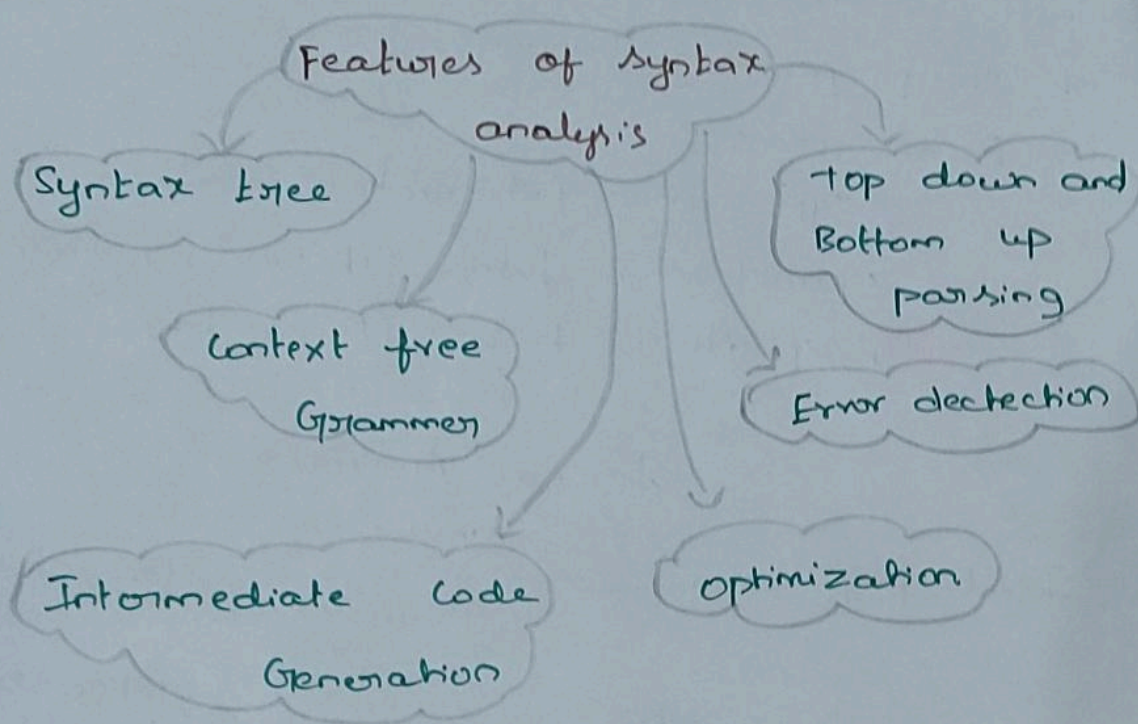 Features of syntax
analysis
Syntax tree
Top down and
Bottom up
parsing
Context free
Grammer
Error dectection
Intermediate Code
Generation
optimization